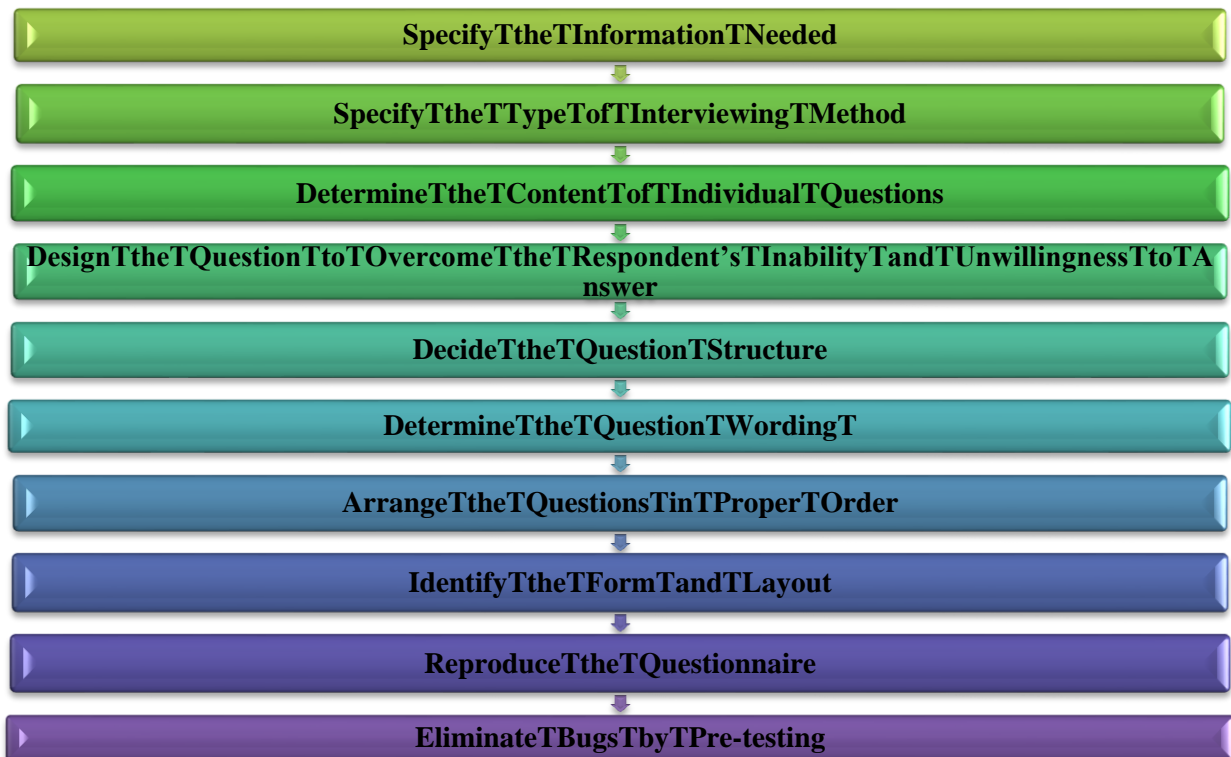 SpecifyTtheTInformationTNeeded
SpecifyTtheTTypeTofTInterviewingTMethod
DetermineTtheTContentTofTIndividualTQuestions
DesignTtheTQuestionTtoTOvercomeTtheTRespondent’sTInabilityTandTUnwillingnessTtoTA
nswer
DecideTtheTQuestionTStructure
DetermineTtheTQuestionTWordingT
ArrangeTtheTQuestionsTinTProperTOrder
IdentifyTtheTFormTandTLayout
ReproduceTtheTQuestionnaire
EliminateTBugsTbyTPre-testing